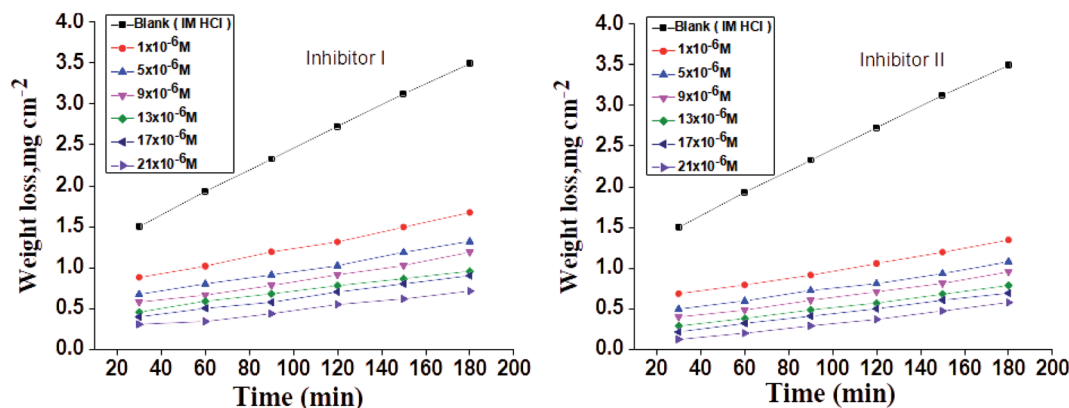 4.0
3.5
3.0
2.5
2.0
1.5
1.0
0.5
0.0
Weight loss,mg cm⁻²
Blank ( IM HCl )
1x10⁻⁶M
5x10⁻⁶M
9x10⁻⁶M
13x10⁻⁶M
17x10⁻⁶M
21x10⁻⁶M
Inhibitor I
20 40 60 80 100 120 140 160 180 200
Time (min)
4.0
3.5
3.0
2.5
2.0
1.5
1.0
0.5
0.0
Weight loss,mg cm⁻²
Blank ( IM HCl )
1x10⁻⁶M
5x10⁻⁶M
9x10⁻⁶M
13x10⁻⁶M
17x10⁻⁶M
21x10⁻⁶M
Inhibitor II
20 40 60 80 100 120 140 160 180 200
Time (min)